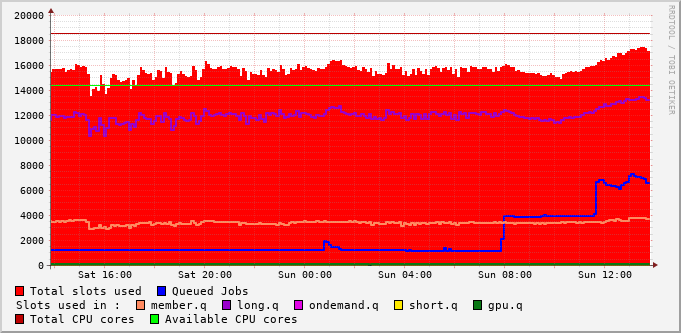 20000
18000
16000
14000
12000
10000
8000
6000
4000
2000
0
Sat 16:00 Sat 20:00 Sun 00:00 Sun 04:00 Sun 08:00 Sun 12:00
RRDTOOL / TOBI OETIKER
Total slots used Queued Jobs
Slots used in : member.q long.q ondemand.q short.q gpu.q
Total CPU cores Available CPU cores